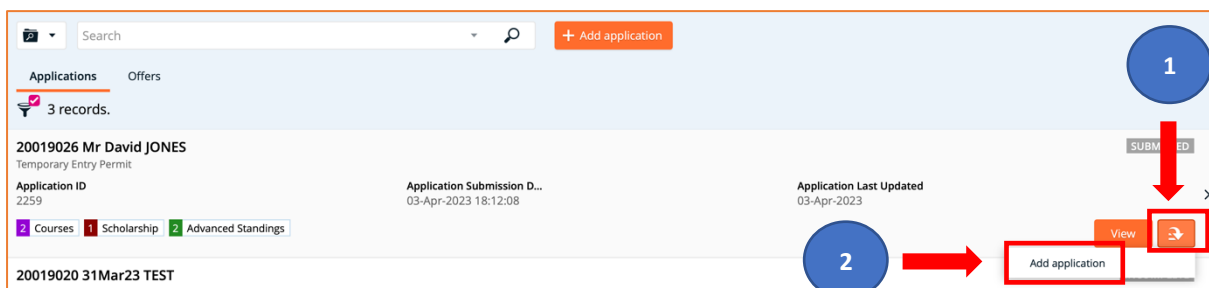 Search
+ Add application
1
Applications Offers
3 records.
20019026 Mr David JONES
SUBMITTED
Temporary Entry Permit
Application ID Application Submission D... Application Last Updated
2259 03-Apr-2023 18:12:08 03-Apr-2023
2 Courses 1 Scholarship 2 Advanced Standings
View
2
Add application
20019020 31Mar23 TEST